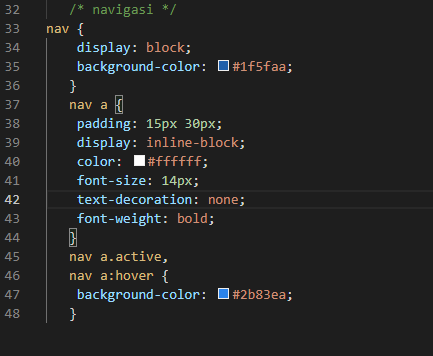 32 /* navigasi */
33 nav {
34 display: block;
35 background-color: #1f5faa;
36 }
37 nav a {
38 padding: 15px 30px;
39 display: inline-block;
40 color: #ffffff;
41 font-size: 14px;
42 text-decoration: none;
43 font-weight: bold;
44 }
45 nav a.active,
46 nav a:hover {
47 background-color: #2b83ea;
48 }